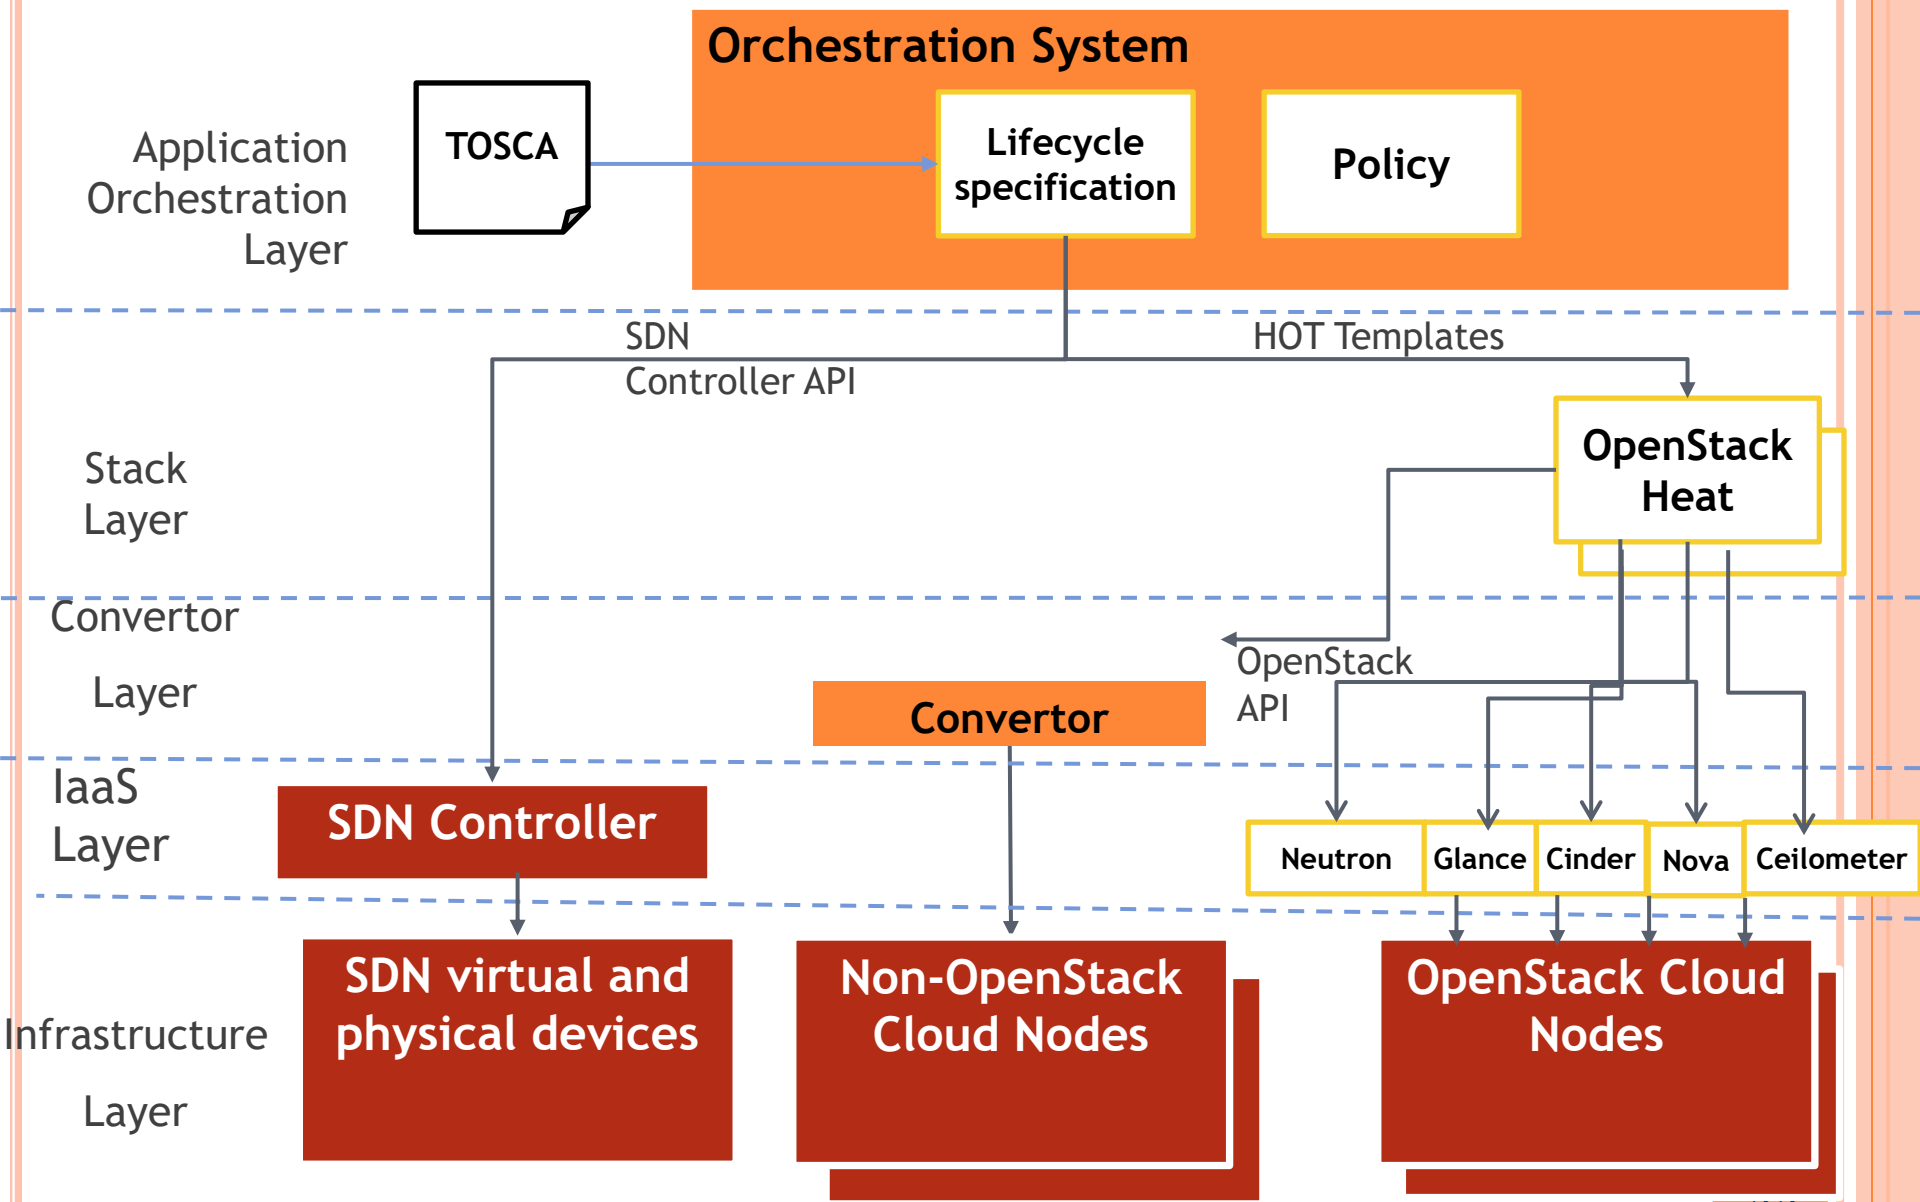 Orchestration System
Application
Orchestration
Layer
TOSCA
Lifecycle
specification
Policy
SDN
Controller API
HOT Templates
Stack
Layer
OpenStack
Heat
Convertor
Layer
OpenStack
API
Convertor
IaaS
Layer
SDN Controller
Neutron
Glance
Cinder
Nova
Ceilometer
Infrastructure
Layer
SDN virtual and
physical devices
Non-OpenStack
Cloud Nodes
OpenStack Cloud
Nodes